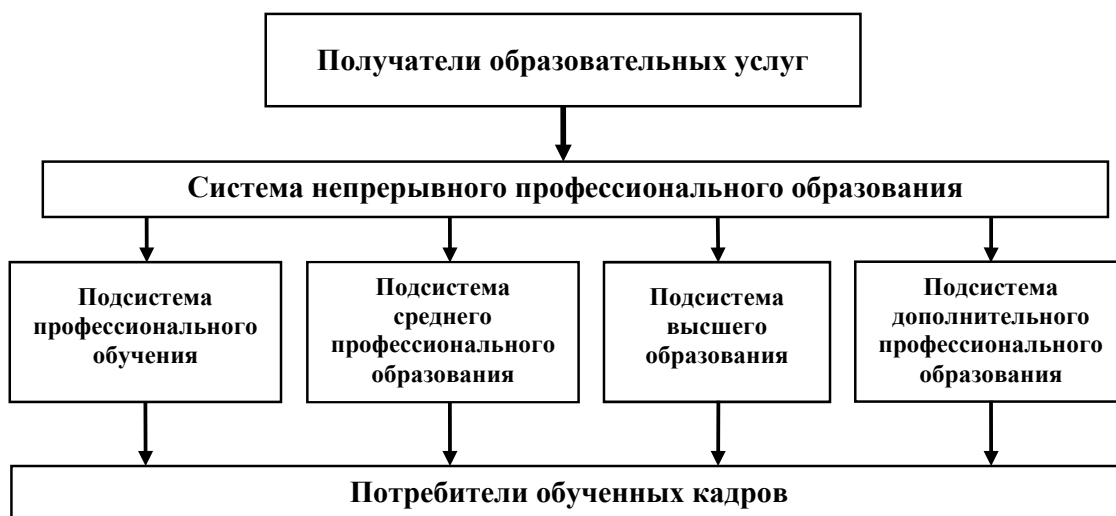 Получатели образовательных услуг
Система непрерывного профессионального образования
Подсистема
профессионального
обучения
Подсистема
среднего
профессионального
образования
Подсистема
высшего
образования
Подсистема
дополнительного
профессионального
образования
Потребители обученных кадров